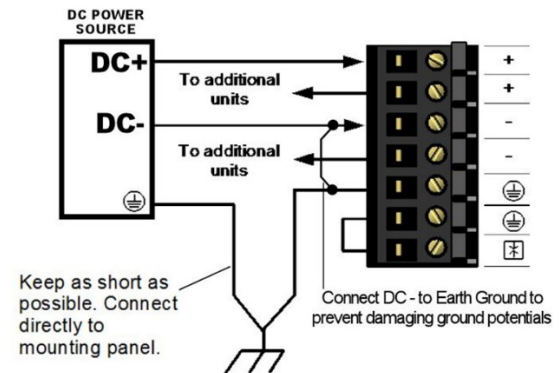 DC POWER
SOURCE
DC+
To additional
units
DC-
To additional
units
+
+
-
-
Keep as short as
possible. Connect
directly to
mounting panel.
Connect DC - to Earth Ground to
prevent damaging ground potentials